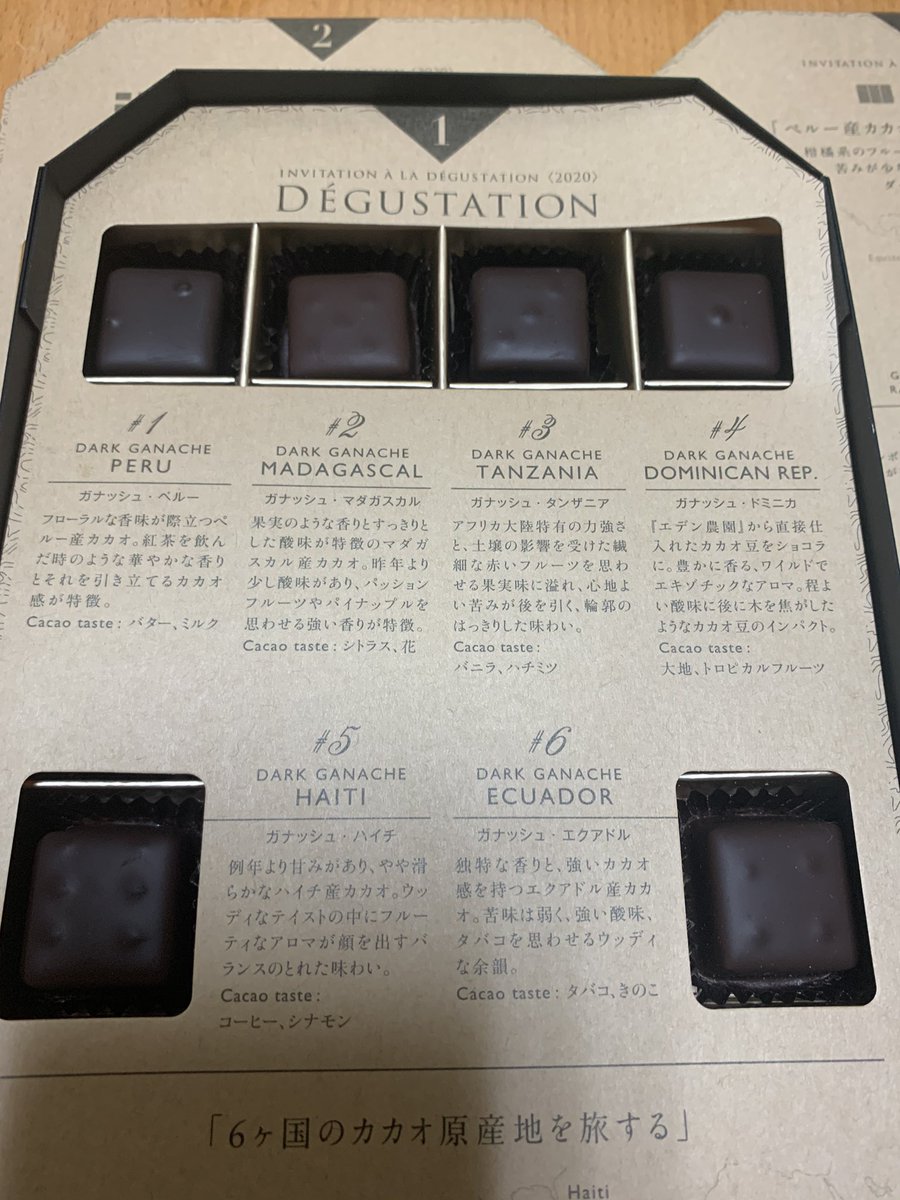 2
INVITATION À
「ペルー産カカ
柑橘系のフルー
苦みが少
1
INVITATION À LA DÉGUSTATION〈2020〉
DÉGUSTATION
#1
DARK GANACHE
PERU
ガナッシュ・ペルー
フローラルな香味が際立つペ
ルー産カカオ。紅茶を飲ん
だ時のような華やかな香り
とそれを引き立てるカカオ
感が特徴。
Cacao taste : バター、ミルク
#2
DARK GANACHE
MADAGASCAL
ガナッシュ・マダガスカル
果実のような香りとすっきりと
した酸味が特徴のマダガ
スカル産カカオ。昨年より
少し酸味があり、パッション
フルーツやパイナップルを
思わせる強い香りが特徴。
Cacao taste : シトラス、花
#3
DARK GANACHE
TANZANIA
ガナッシュ・タンザニア
アフリカ大陸特有の力強さ
と、土壌の影響を受けた繊
細な赤いフルーツを思わ
せる果実味に溢れ、心地よ
い苦みが後を引く、輪郭の
はっきりした味わい。
Cacao taste :
バニラ、ハチミツ
#4
DARK GANACHE
DOMINICAN REP.
ガナッシュ・ドミニカ
『エデン農園』から直接仕
入れたカカオ豆をショコラ
に。豊かに香る、ワイルドで
エキゾチックなアロマ。程よ
い酸味に後に木を焦がした
ようなカカオ豆のインパクト。
Cacao taste :
大地、トロピカルフルーツ
#5
DARK GANACHE
HAITI
ガナッシュ・ハイチ
例年より甘みがあり、やや滑
らかなハイチ産カカオ。ウッ
ディなテイストの中にフルー
ティなアロマが顔を出すバ
ランスのとれた味わい。
Cacao taste :
コーヒー、シナモン
#6
DARK GANACHE
ECUADOR
ガナッシュ・エクアドル
独特な香りと、強いカカオ
感を持つエクアドル産カカ
オ。苦味は弱く、強い酸味、
タバコを思わせるウッディ
な余韻。
Cacao taste : タバコ、きのこ
「6ヶ国のカカオ原産地を旅する」
Haiti